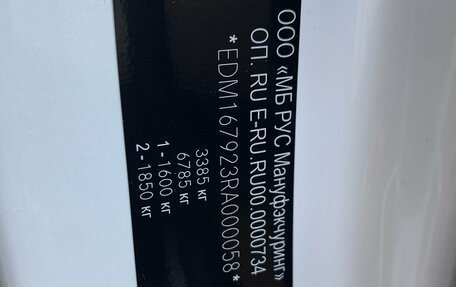 ООО «МБ РУС Мануфэкчуринг»
ОП. RU E-RU.RU00.0000734
*EDM167923RA000058*
3385 кг
6785 кг
1-1600 кг
2-1850 кг